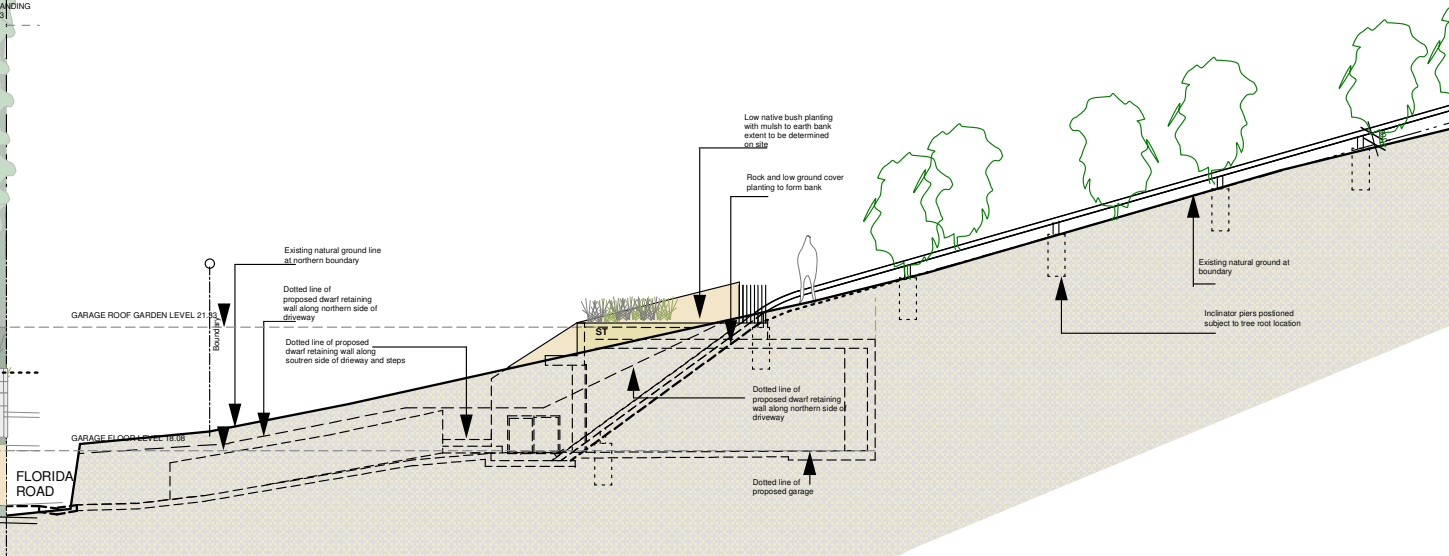 ANDING
3
Low native bush planting
with mulsh to earth bank
extent to be determined
on site
Rock and low ground cover
planting to form bank
Existing natural ground line
at northern boundary
Dotted line of
proposed dwarf retaining
wall along northern side of
driveway
GARAGE ROOF GARDEN LEVEL 21.33
Boundary
Dotted line of proposed
dwarf retaining wall along
soutren side of drieway and steps
ST
Existing natural ground at
boundary
Inclinator piers postioned
subject to tree root location
Dotted line of
proposed dwarf retaining
wall along northern side of
driveway
GARAGE FLOOR LEVEL 18.08
FLORIDA
ROAD
Dotted line of
proposed garage